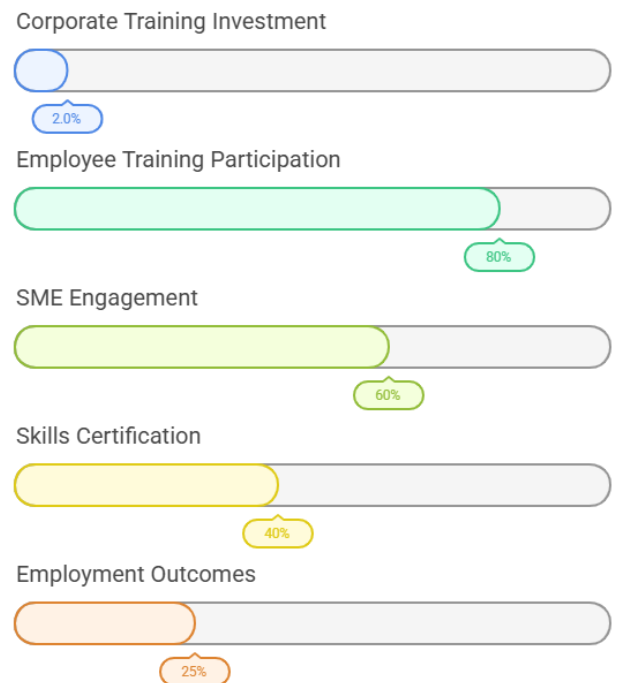 Corporate Training Investment
2.0%
Employee Training Participation
80%
SME Engagement
60%
Skills Certification
40%
Employment Outcomes
25%